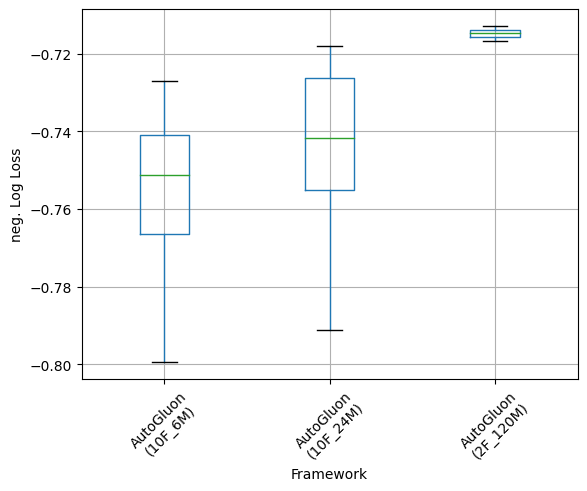 −0.72
−0.74
−0.76
−0.78
−0.80
neg. Log Loss
AutoGluon
(10F_6M)
AutoGluon
(10F_24M)
AutoGluon
(2F_120M)
Framework